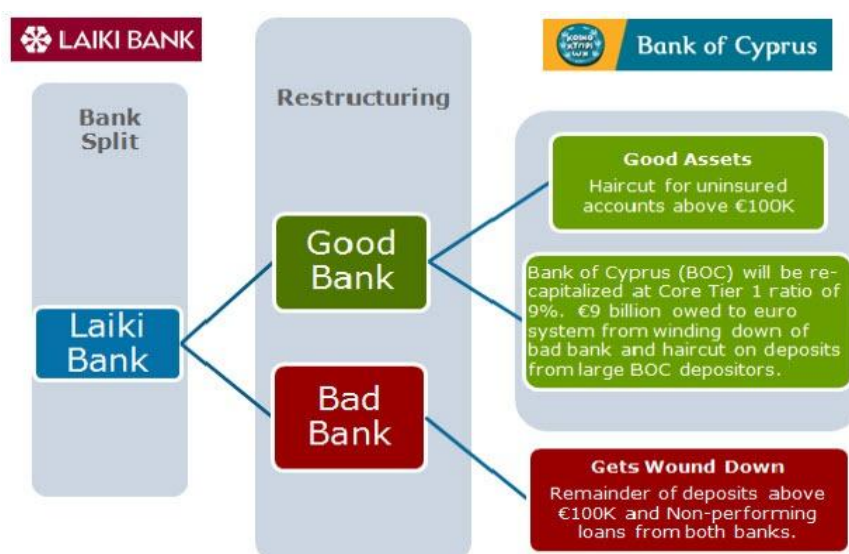 LAIKI BANK
Bank of Cyprus
Bank
Split
Restructuring
Laiki
Bank
Good
Bank
Bad
Bank
Good Assets
Haircut for uninsured
accounts above €100K
Bank of Cyprus (BOC) will be re-
capitalized at Core Tier 1 ratio of
9%. €9 billion owed to euro
system from winding down of
bad bank and haircut on deposits
from large BOC depositors.
Gets Wound Down
Remainder of deposits above
€100K and Non-performing
loans from both banks.